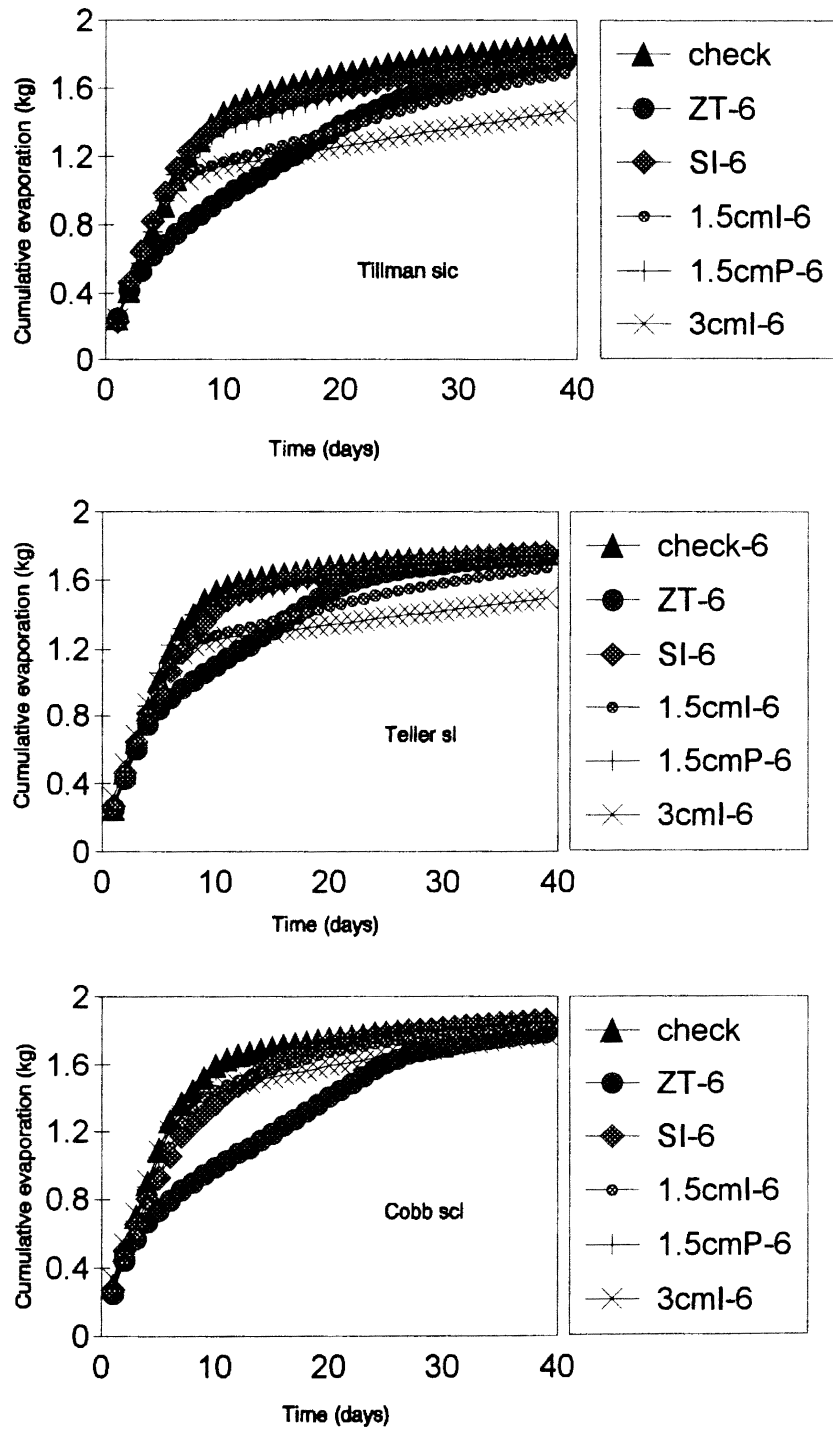 2
1.6
1.2
0.8
0.4
0
Cumulative evaporation (kg)
Tillman sic
0 10 20 30 40
Time (days)
check
ZT-6
SI-6
1.5cmI-6
1.5cmP-6
3cmI-6
2
1.6
1.2
0.8
0.4
0
Cumulative evaporation (kg)
Teller sl
0 10 20 30 40
Time (days)
check-6
ZT-6
SI-6
1.5cmI-6
1.5cmP-6
3cmI-6
2
1.6
1.2
0.8
0.4
0
Cumulative evaporation (kg)
Cobb scl
0 10 20 30 40
Time (days)
check
ZT-6
SI-6
1.5cmI-6
1.5cmP-6
3cmI-6